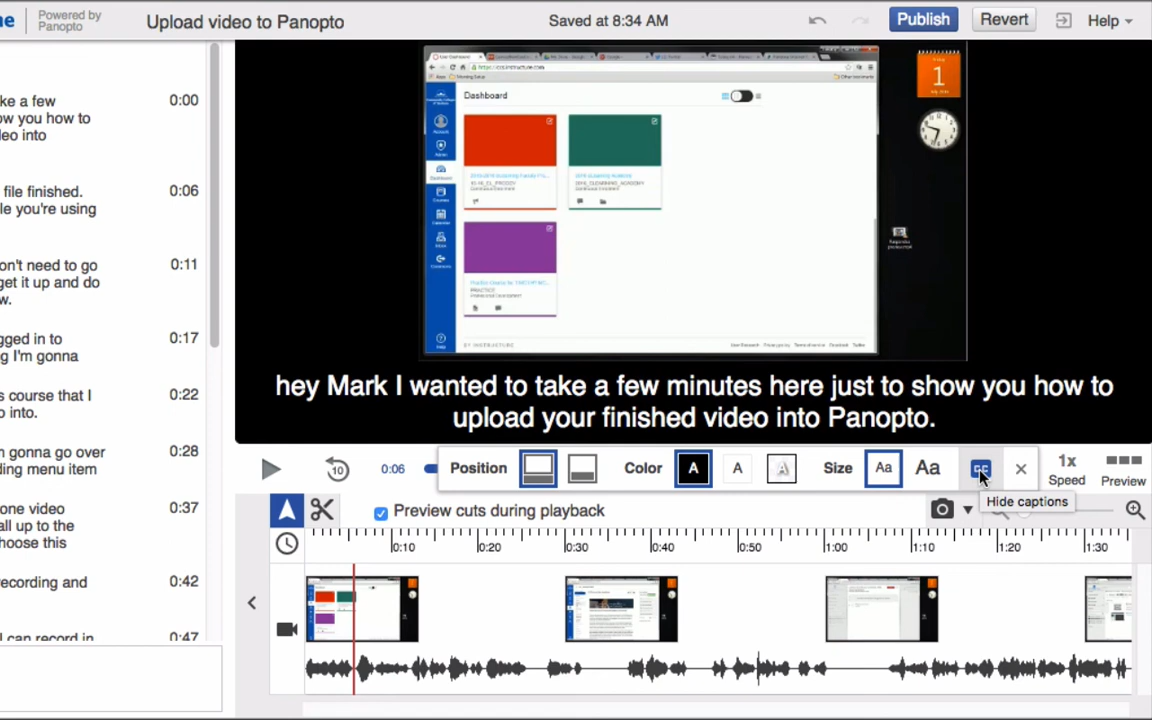 ne
Powered by
Panopto
Upload video to Panopto
Saved at 8:34 AM
Publish
Revert
Help
ke a few
ow you how to
deo into
0:00
file finished.
le you're using
0:06
on't need to go
get it up and do
w.
0:11
gged in to
g I'm gonna
0:17
s course that I
o into.
0:22
m gonna go over
ding menu item
0:28
one video
all up to the
hoose this
0:37
ecording and
0:42
I can record in
0:47
Dashboard
1
hey Mark I wanted to take a few minutes here just to show you how to
upload your finished video into Panopto.
10
0:06
Position
Color
A
A
A
Size
Aa
Aa
CC
1x
Speed
Preview
Hide captions
Preview cuts during playback
0:10
0:20
0:30
0:40
0:50
1:00
1:10
1:20
1:30